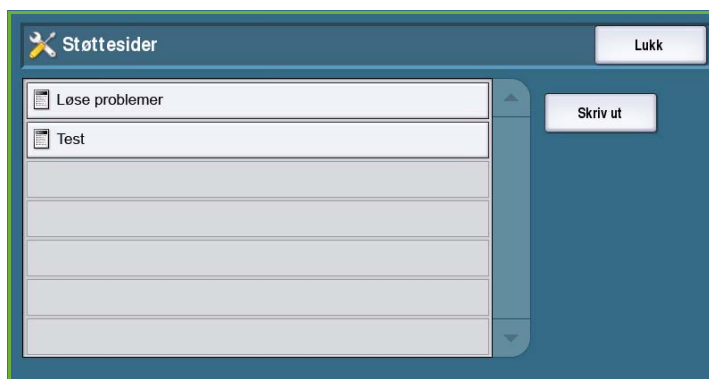 Støttesider
Lukk
Løse problemer
Skriv ut
Test